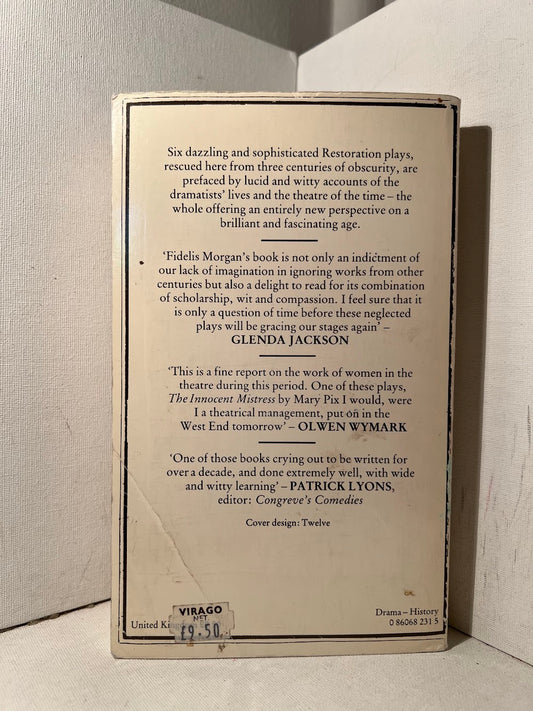 Six dazzling and sophisticated Restoration plays,
rescued here from three centuries of obscurity, are
prefaced by lucid and witty accounts of the
dramatists' lives and the theatre of the time – the
whole offering an entirely new perspective on a
brilliant and fascinating age.
'Fidelis Morgan's book is not only an indictment of
our lack of imagination in ignoring works from other
centuries but also a delight to read for its combination
of scholarship, wit and compassion. I feel sure that it
is only a question of time before these neglected
plays will be gracing our stages again' –
GLENDA JACKSON
'This is a fine report on the work of women in the
theatre during this period. One of these plays,
The Innocent Mistress by Mary Pix I would, were
I a theatrical management, put on in the
West End tomorrow' – OLWEN WYMARK
'One of those books crying out to be written for
over a decade, and done extremely well, with wide
and witty learning' – PATRICK LYONS,
editor: Congreve's Comedies
Cover design: Twelve
VIRAGO
NET
£9.50
United
Drama – History
0 86068 231 5